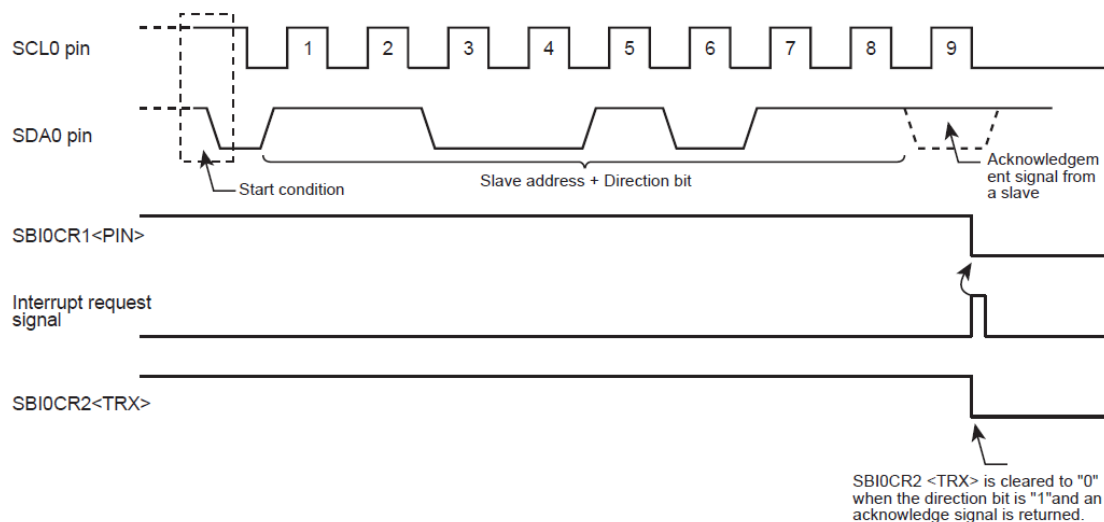 SCL0 pin
1 2 3 4 5 6 7 8 9
SDA0 pin
Start condition
Slave address + Direction bit
Acknowledgem
ent signal from
a slave
SBI0CR1<PIN>
Interrupt request
signal
SBI0CR2<TRX>
SBI0CR2 <TRX> is cleared to "0"
when the direction bit is "1"and an
acknowledge signal is returned.